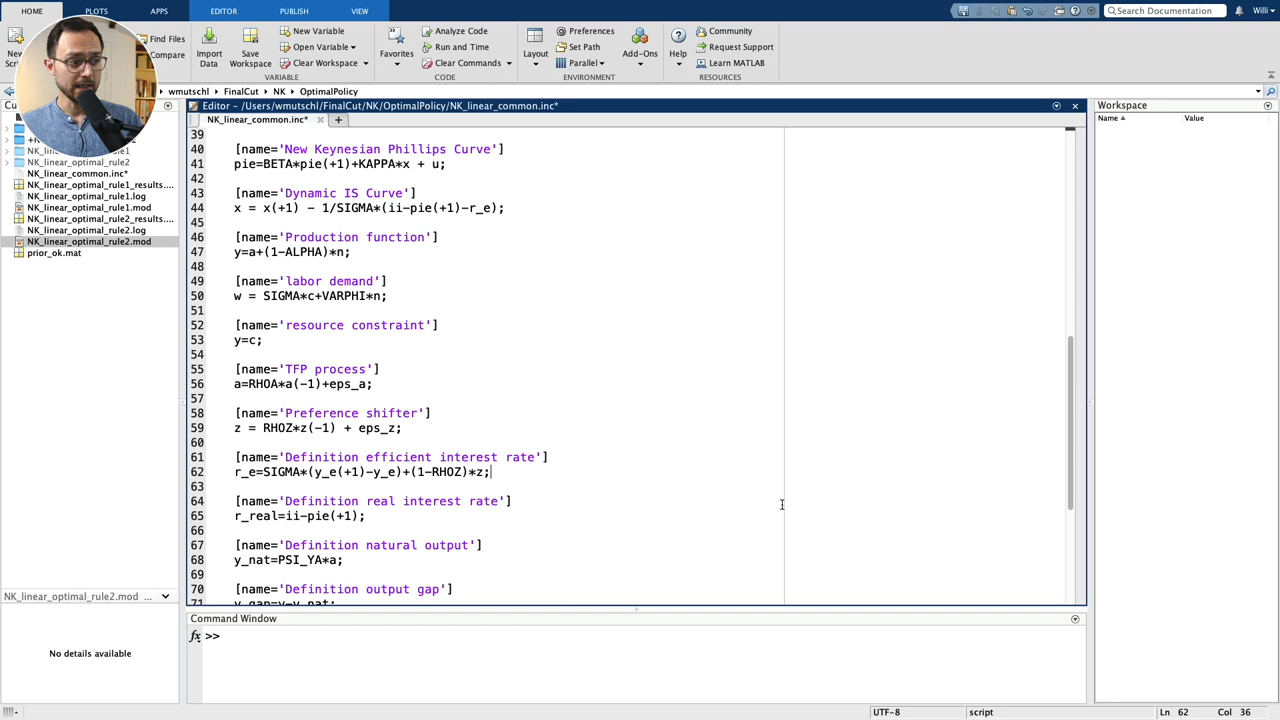 HOME
PLOTS
APPS
EDITOR
PUBLISH
VIEW
Search Documentation
Willi
New
Find Files
Compare
Import
Data
Save
Workspace
New Variable
Open Variable
Clear Workspace
VARIABLE
Favorites
Analyze Code
Run and Time
Clear Commands
CODE
Layout
Preferences
Set Path
Parallel
ENVIRONMENT
Add-Ons
Help
Community
Request Support
Learn MATLAB
RESOURCES
wmutschl › FinalCut › NK › OptimalPolicy
Editor – /Users/wmutschl/FinalCut/NK/OptimalPolicy/NK_linear_common.inc*
NK_linear_common.inc*
NK_linear_optimal_rule2
NK_linear_common.inc*
NK_linear_optimal_rule1_results....
NK_linear_optimal_rule1.log
NK_linear_optimal_rule1.mod
NK_linear_optimal_rule2_results....
NK_linear_optimal_rule2.log
NK_linear_optimal_rule2.mod
prior_ok.mat
NK_linear_optimal_rule2.mod ...
No details available
39
40 [name='New Keynesian Phillips Curve']
41 pie=BETA*pie(+1)+KAPPA*x + u;
42
43 [name='Dynamic IS Curve']
44 x = x(+1) - 1/SIGMA*(ii-pie(+1)-r_e);
45
46 [name='Production function']
47 y=a+(1-ALPHA)*n;
48
49 [name='labor demand']
50 w = SIGMA*c+VARPHI*n;
51
52 [name='resource constraint']
53 y=c;
54
55 [name='TFP process']
56 a=RHOA*a(-1)+eps_a;
57
58 [name='Preference shifter']
59 z = RHOZ*z(-1) + eps_z;
60
61 [name='Definition efficient interest rate']
62 r_e=SIGMA*(y_e(+1)-y_e)+(1-RHOZ)*z;
63
64 [name='Definition real interest rate']
65 r_real=ii-pie(+1);
66
67 [name='Definition natural output']
68 y_nat=PSI_YA*a;
69
70 [name='Definition output gap']
71 y_gap=y-y_nat;
Command Window
fx >>
Workspace
Name
Value
UTF-8
script
Ln 62 Col 36